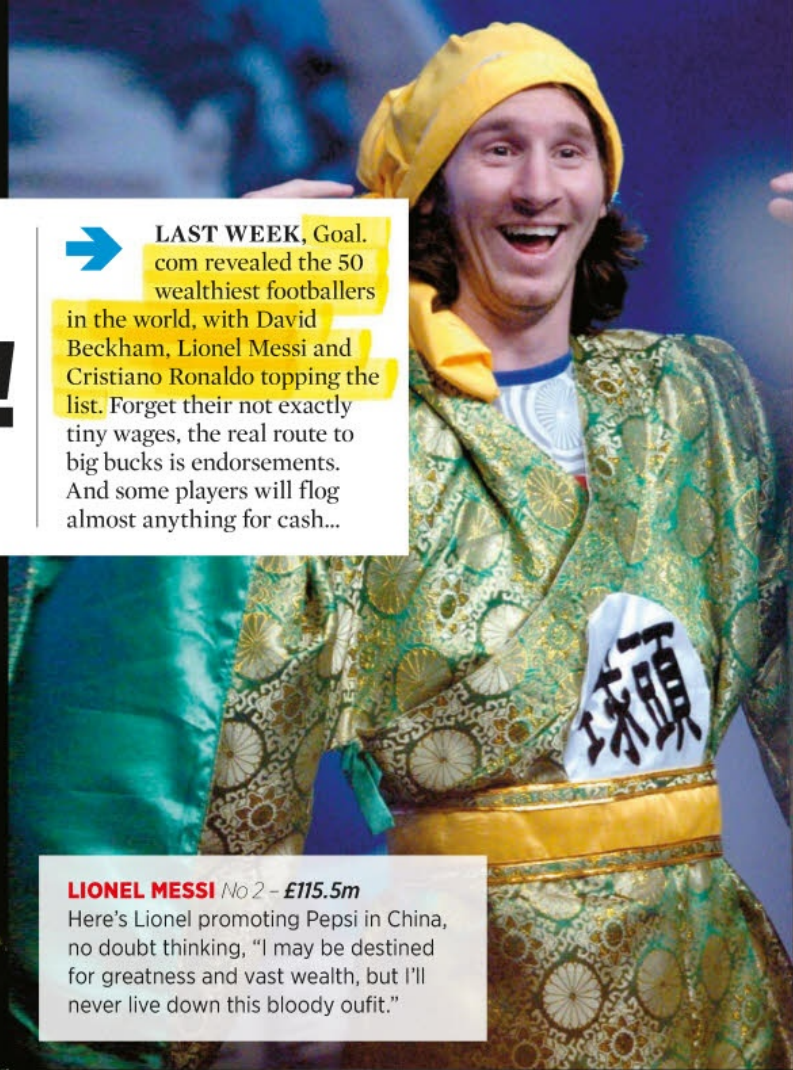 !
LAST WEEK, Goal.
com revealed the 50
wealthiest footballers
in the world, with David
Beckham, Lionel Messi and
Cristiano Ronaldo topping the
list. Forget their not exactly
tiny wages, the real route to
big bucks is endorsements.
And some players will flog
almost anything for cash...
球頭
LIONEL MESSI No 2 – £115.5m
Here's Lionel promoting Pepsi in China,
no doubt thinking, “I may be destined
for greatness and vast wealth, but I'll
never live down this bloody oufit.”